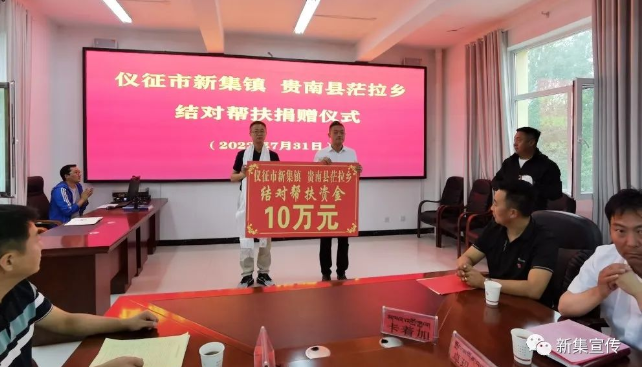 仪征市新集镇 贵南县茫拉乡
结对帮扶捐赠仪式
仪征市新集镇 贵南县茫拉乡
结对帮扶资金
10万元
新集宣传